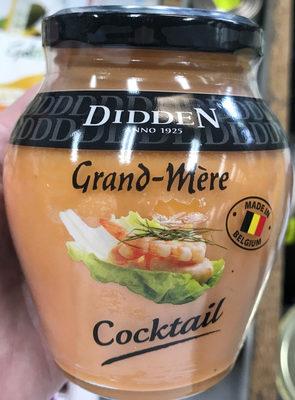 DIDDEN
ANNO 1925
Grand-Mère
MADE IN
BELGIUM
Cocktail